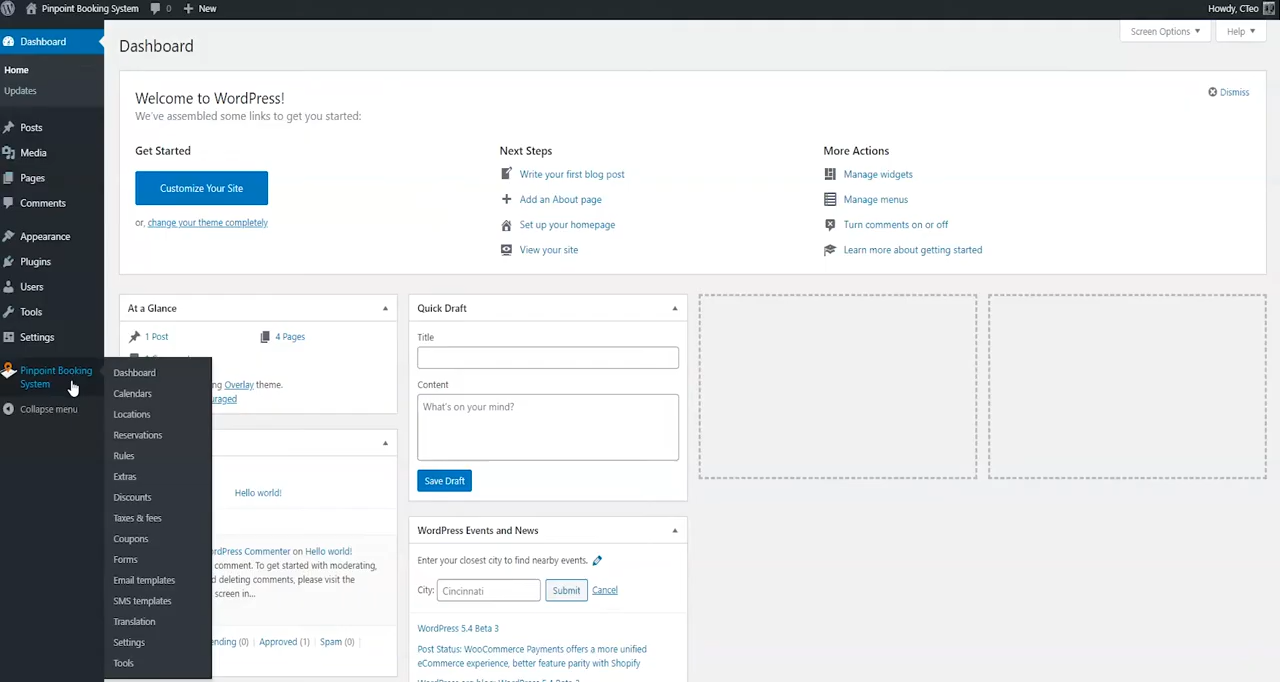 Pinpoint Booking System 0 New Howdy, CTeo
Dashboard
Home
Updates
Posts
Media
Pages
Comments
Appearance
Plugins
Users
Tools
Settings
Pinpoint Booking
System
Collapse menu
Dashboard
Calendars
Locations
Reservations
Rules
Extras
Discounts
Taxes & fees
Coupons
Forms
Email templates
SMS templates
Translation
Settings
Tools
Screen Options
Help
Dashboard
Welcome to WordPress!
We've assembled some links to get you started:
Dismiss
Get Started
Customize Your Site
or, change your theme completely
Next Steps
Write your first blog post
Add an About page
Set up your homepage
View your site
More Actions
Manage widgets
Manage menus
Turn comments on or off
Learn more about getting started
At a Glance
1 Post
4 Pages
ng Overlay theme.
uraged
Hello world!
rdPress Commenter on Hello world!
comment. To get started with moderating,
d deleting comments, please visit the
screen in...
ending (0) | Approved (1) | Spam (0) |
Quick Draft
Title
Content
What's on your mind?
Save Draft
WordPress Events and News
Enter your closest city to find nearby events.
City: Cincinnati Submit Cancel
WordPress 5.4 Beta 3
Post Status: WooCommerce Payments offers a more unified
eCommerce experience, better feature parity with Shopify